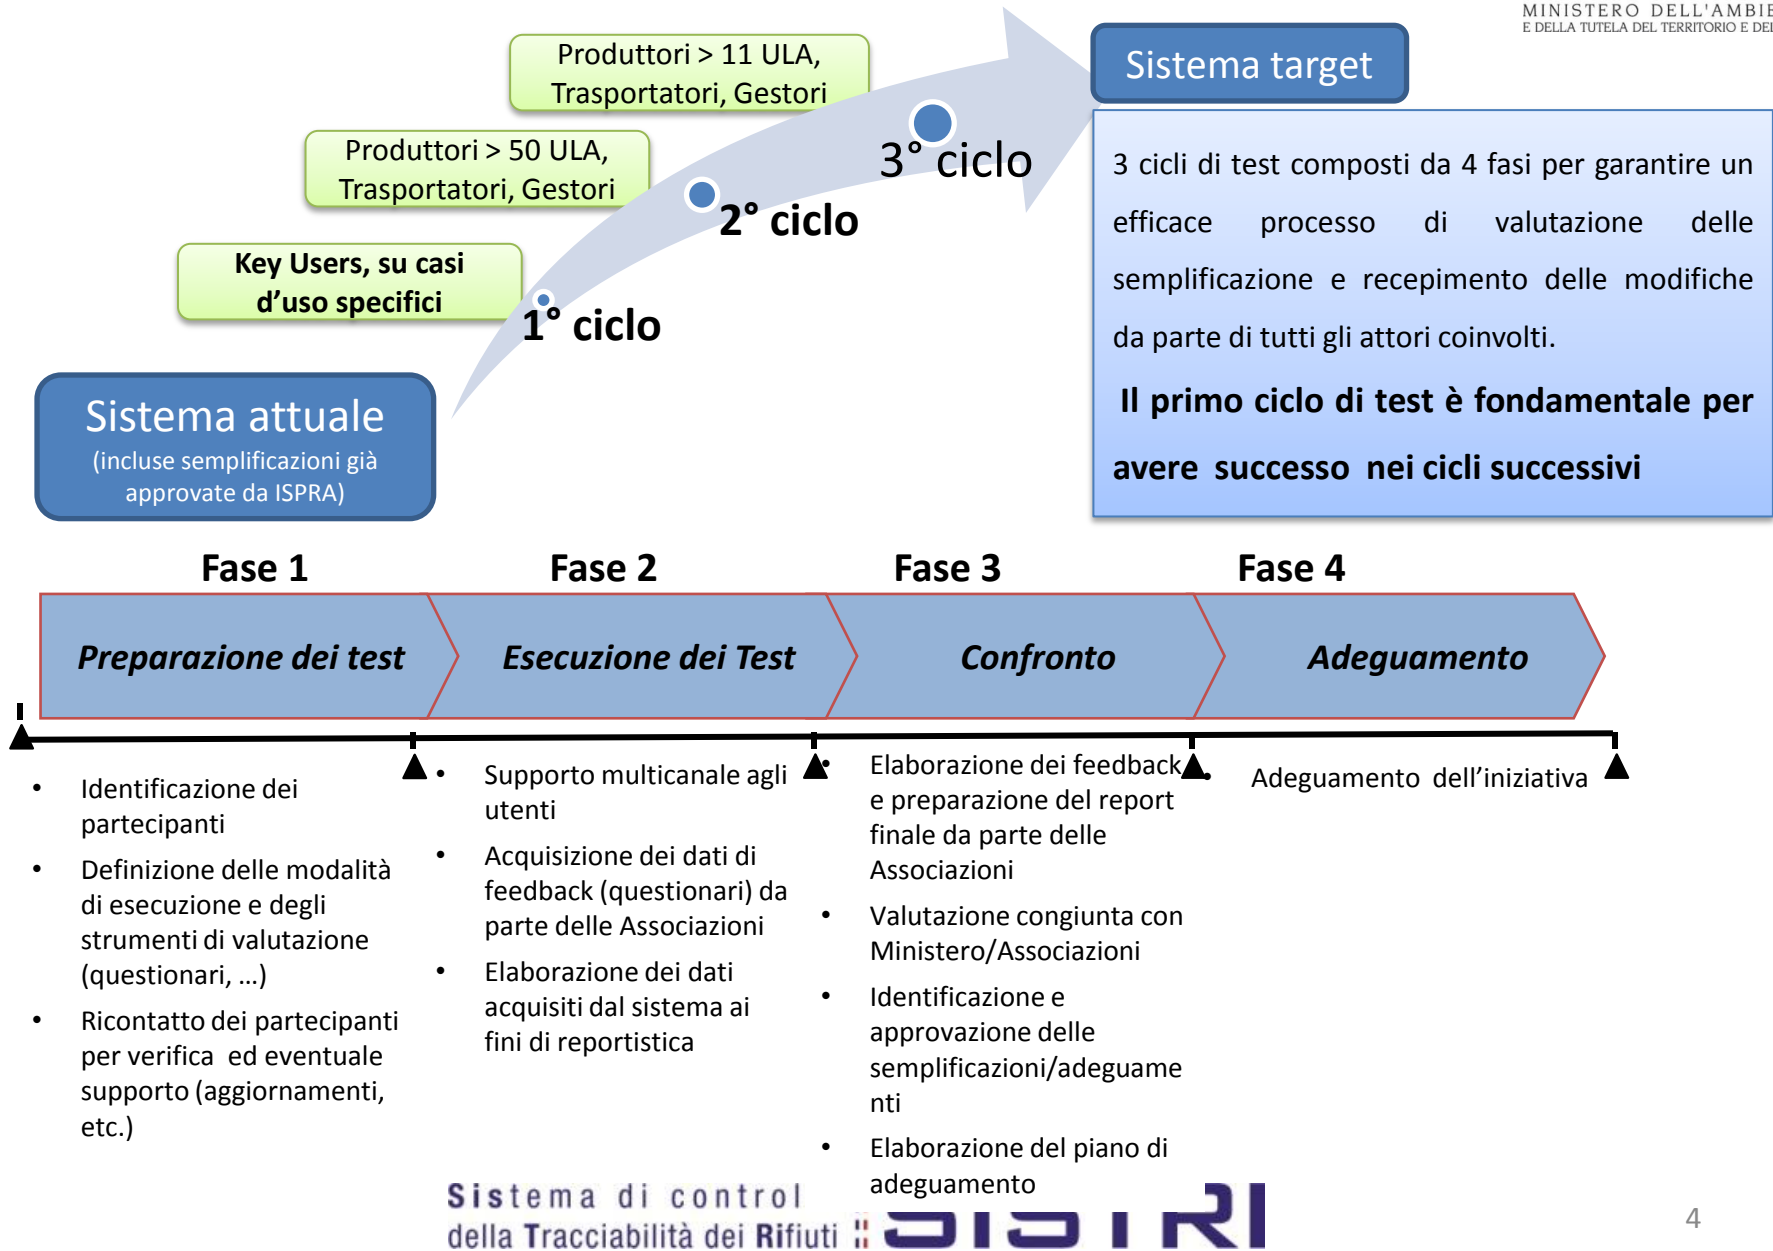 MINISTERO DELL'AMBIE
E DELLA TUTELA DEL TERRITORIO E DEL
Produttori > 11 ULA,
Trasportatori, Gestori
Sistema target
Produttori > 50 ULA,
Trasportatori, Gestori
Key Users, su casi
d'uso specifici
3° ciclo
2° ciclo
1° ciclo
3 cicli di test composti da 4 fasi per garantire un
efficace processo di valutazione delle
semplificazione e recepimento delle modifiche
da parte di tutti gli attori coinvolti.
Il primo ciclo di test è fondamentale per
avere successo nei cicli successivi
Sistema attuale
(incluse semplificazioni già
approvate da ISPRA)
Fase 1
Fase 2
Fase 3
Fase 4
Preparazione dei test
Esecuzione dei Test
Confronto
Adeguamento
• Identificazione dei
partecipanti
• Definizione delle modalità
di esecuzione e degli
strumenti di valutazione
(questionari, …)
• Ricontatto dei partecipanti
per verifica ed eventuale
supporto (aggiornamenti,
etc.)
• Supporto multicanale agli
utenti
• Acquisizione dei dati di
feedback (questionari) da
parte delle Associazioni
• Elaborazione dei dati
acquisiti dal sistema ai
fini di reportistica
• Elaborazione dei feedback
e preparazione del report
finale da parte delle
Associazioni
• Valutazione congiunta con
Ministero/Associazioni
• Identificazione e
approvazione delle
semplificazioni/adeguame
nti
• Elaborazione del piano di
adeguamento
• Adeguamento dell'iniziativa
Sistema di control
della Tracciabilità dei Rifiuti
SISTRI
4